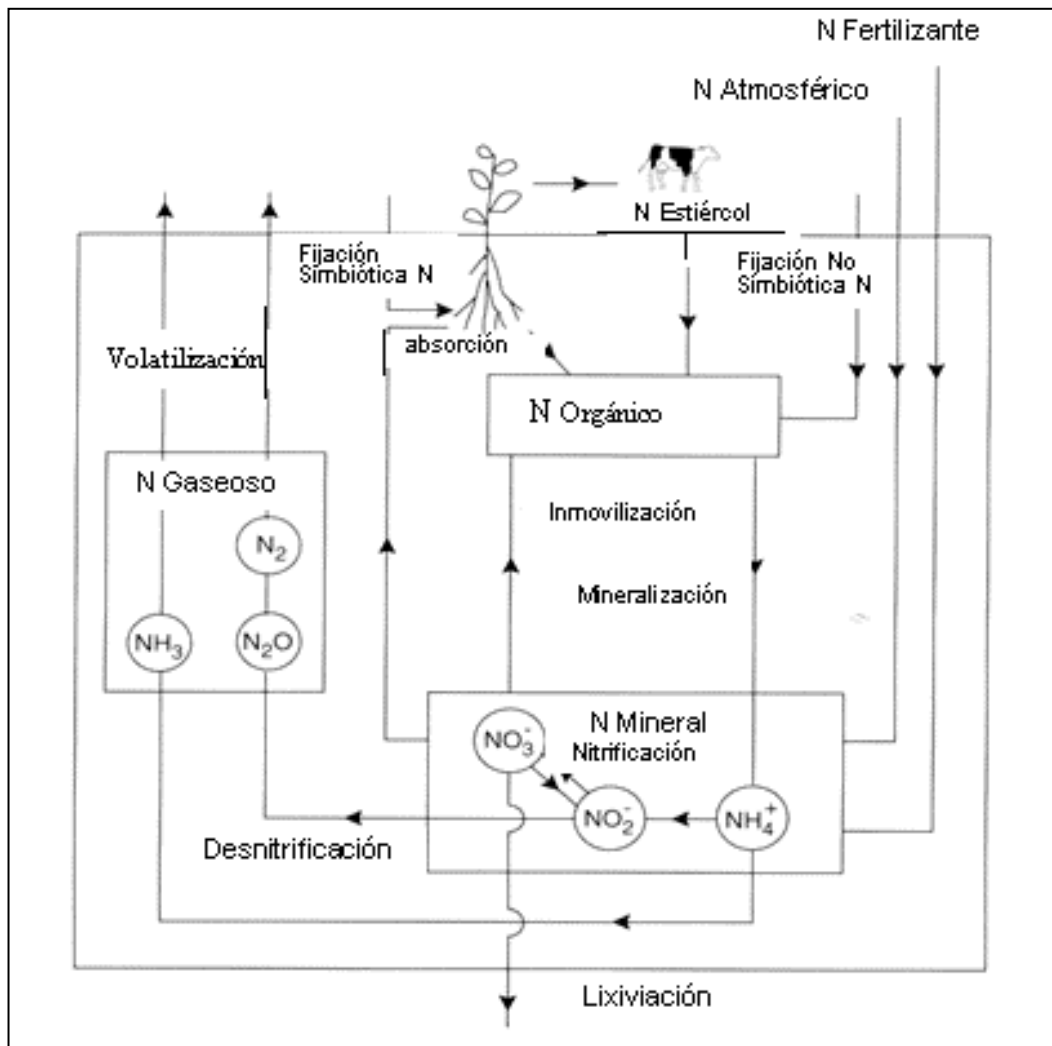 N Fertilizante
N Atmosférico
N Estiércol
Fijación
Simbiótica N
Fijación No
Simbiótica N
absorción
Volatilización
N Orgánico
N Gaseoso
Inmovilización
N₂
Mineralización
NH₃
N₂O
N Mineral
NO₃⁻
Nitrificación
NO₂⁻
NH₄⁺
Desnitrificación
Lixiviación